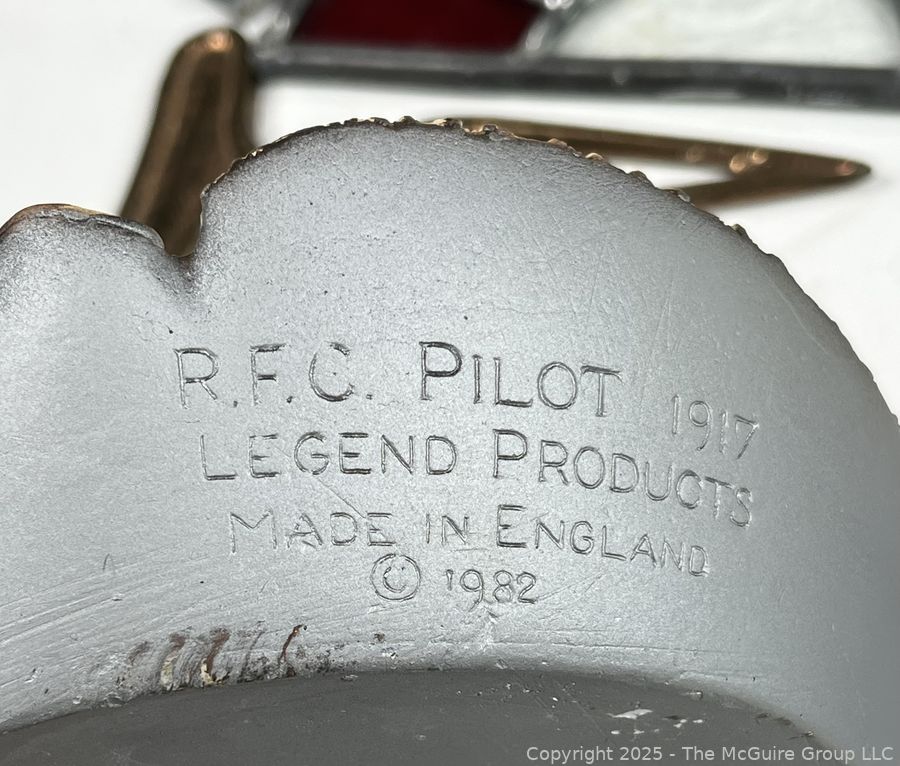 R.F.C. PILOT 1917
LEGEND PRODUCTS
MADE IN ENGLAND
© 1982
Copyright 2025 - The McGuire Group LLC